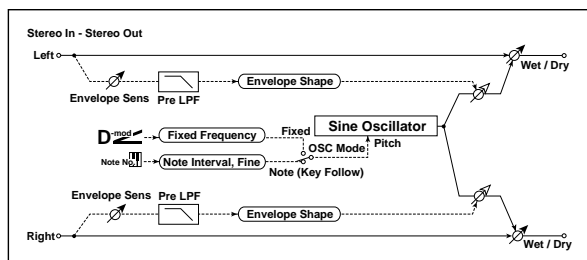 Stereo In - Stereo Out
Left
Wet / Dry
Envelope Sens
Pre LPF
Envelope Shape
D-mod
Fixed Frequency
Fixed
Sine Oscillator
OSC Mode
Pitch
Note No.
Note Interval, Fine
Note (Key Follow)
Envelope Sens
Pre LPF
Envelope Shape
Right
Wet / Dry